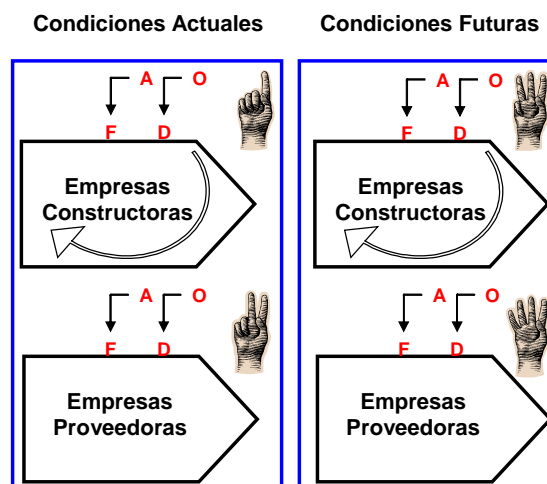 Condiciones Actuales
A O
F D
Empresas
Constructoras
A O
F D
Empresas
Proveedoras
Condiciones Futuras
A O
F D
Empresas
Constructoras
A O
F D
Empresas
Proveedoras